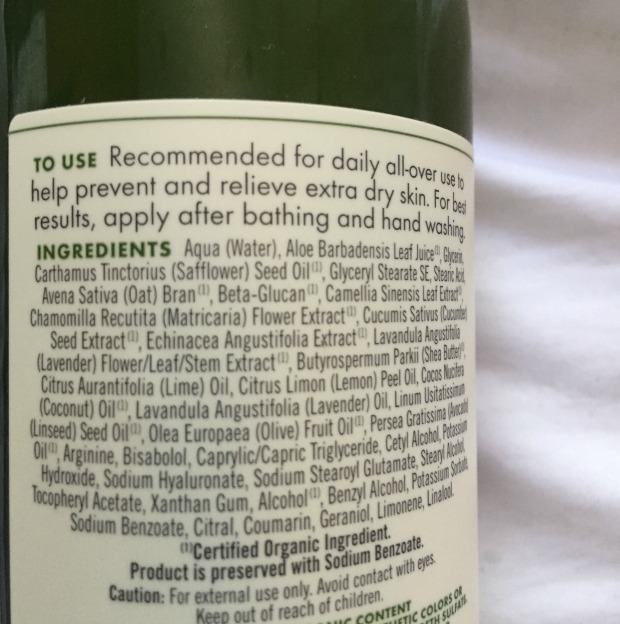 TO USE Recommended for daily all-over use to
help prevent and relieve extra dry skin. For best
results, apply after bathing and hand washing.
INGREDIENTS Aqua (Water), Aloe Barbadensis Leaf Juice⁽¹⁾, Glycerin,
Carthamus Tinctorius (Safflower) Seed Oil⁽¹⁾, Glyceryl Stearate SE, Stearic Acid,
Avena Sativa (Oat) Bran⁽¹⁾, Beta-Glucan⁽¹⁾, Camellia Sinensis Leaf Extract⁽¹⁾,
Chamomilla Recutita (Matricaria) Flower Extract⁽¹⁾, Cucumis Sativus (Cucumber)
Seed Extract⁽¹⁾, Echinacea Angustifolia Extract⁽¹⁾, Lavandula Angustifolia
(Lavender) Flower/Leaf/Stem Extract⁽¹⁾, Butyrospermum Parkii (Shea Butter)⁽¹⁾,
Citrus Aurantifolia (Lime) Oil, Citrus Limon (Lemon) Peel Oil, Cocos Nucifera
(Coconut) Oil⁽¹⁾, Lavandula Angustifolia (Lavender) Oil, Linum Usitatissimum
(Linseed) Seed Oil⁽¹⁾, Olea Europaea (Olive) Fruit Oil⁽¹⁾, Persea Gratissima (Avocado)
Oil⁽¹⁾, Arginine, Bisabolol, Caprylic/Capric Triglyceride, Cetyl Alcohol, Potassium
Hydroxide, Sodium Hyaluronate, Sodium Stearoyl Glutamate, Stearyl Alcohol,
Tocopheryl Acetate, Xanthan Gum, Alcohol⁽¹⁾, Benzyl Alcohol, Potassium Sorbate,
Sodium Benzoate, Citral, Coumarin, Geraniol, Limonene, Linalool.
⁽¹⁾Certified Organic Ingredient.
Product is preserved with Sodium Benzoate.
Caution: For external use only. Avoid contact with eyes.
Keep out of reach of children.
CONTENT
COLORS OR
SULFATE.